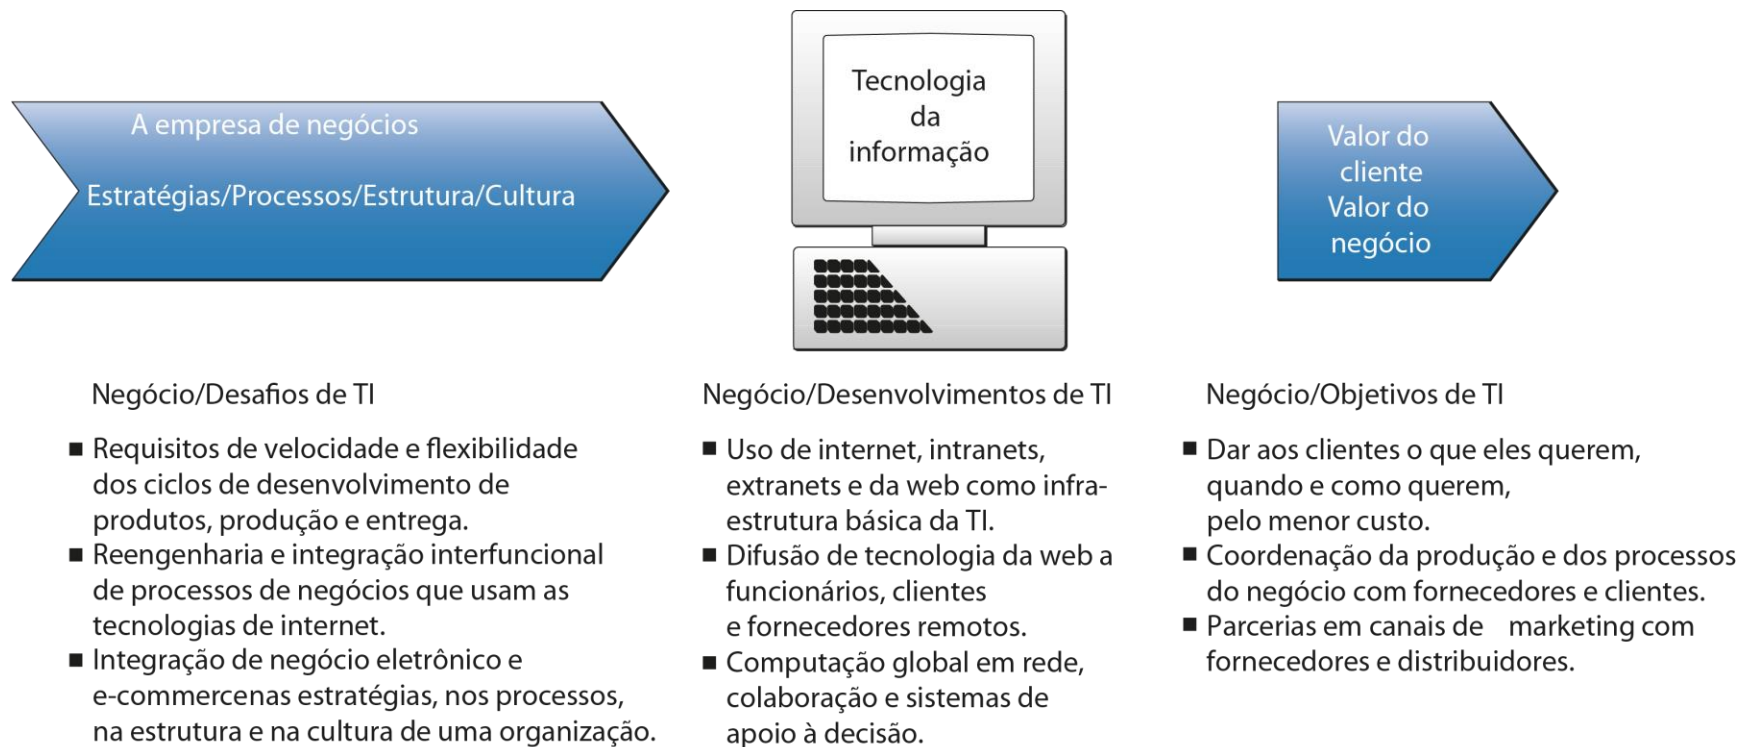 A empresa de negócios
Estratégias/Processos/Estrutura/Cultura
Tecnologia
da
informação
Valor do
cliente
Valor do
negócio
Negócio/Desafios de TI
■ Requisitos de velocidade e flexibilidade
dos ciclos de desenvolvimento de
produtos, produção e entrega.
■ Reengenharia e integração interfuncional
de processos de negócios que usam as
tecnologias de internet.
■ Integração de negócio eletrônico e
e-commercenas estratégias, nos processos,
na estrutura e na cultura de uma organização.
Negócio/Desenvolvimentos de TI
■ Uso de internet, intranets,
extranets e da web como infra-
estrutura básica da TI.
■ Difusão de tecnologia da web a
funcionários, clientes
e fornecedores remotos.
■ Computação global em rede,
colaboração e sistemas de
apoio à decisão.
Negócio/Objetivos de TI
■ Dar aos clientes o que eles querem,
quando e como querem,
pelo menor custo.
■ Coordenação da produção e dos processos
do negócio com fornecedores e clientes.
■ Parcerias em canais de marketing com
fornecedores e distribuidores.